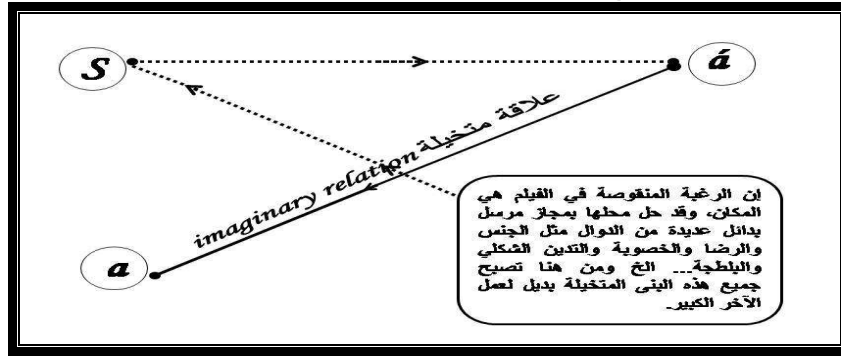 S
á
علاقة متخيلة
imaginary relation
a
إن الرغبة المنقوصة في الفيلم هي
المكان، وقد حل محلها بمجاز مرسل
بدائل عديدة من الدوال مثل الجنس
والرضا والخصوبة والتدين الشكلي
والبلطجة... الخ ومن هنا تصبح
جميع هذه البنى المتخيلة بديل لعمل
الآخر الكبير.